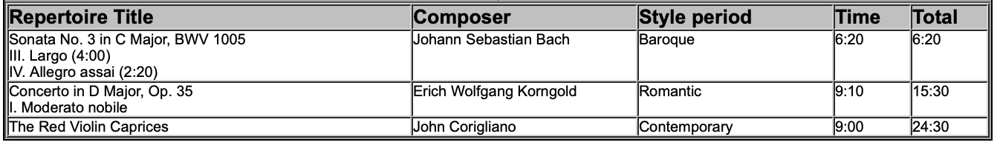 Repertoire Title Composer Style period Time Total
Sonata No. 3 in C Major, BWV 1005 Johann Sebastian Bach Baroque 6:20 6:20
III. Largo (4:00)
IV. Allegro assai (2:20)
Concerto in D Major, Op. 35 Erich Wolfgang Korngold Romantic 9:10 15:30
I. Moderato nobile
The Red Violin Caprices John Corigliano Contemporary 9:00 24:30